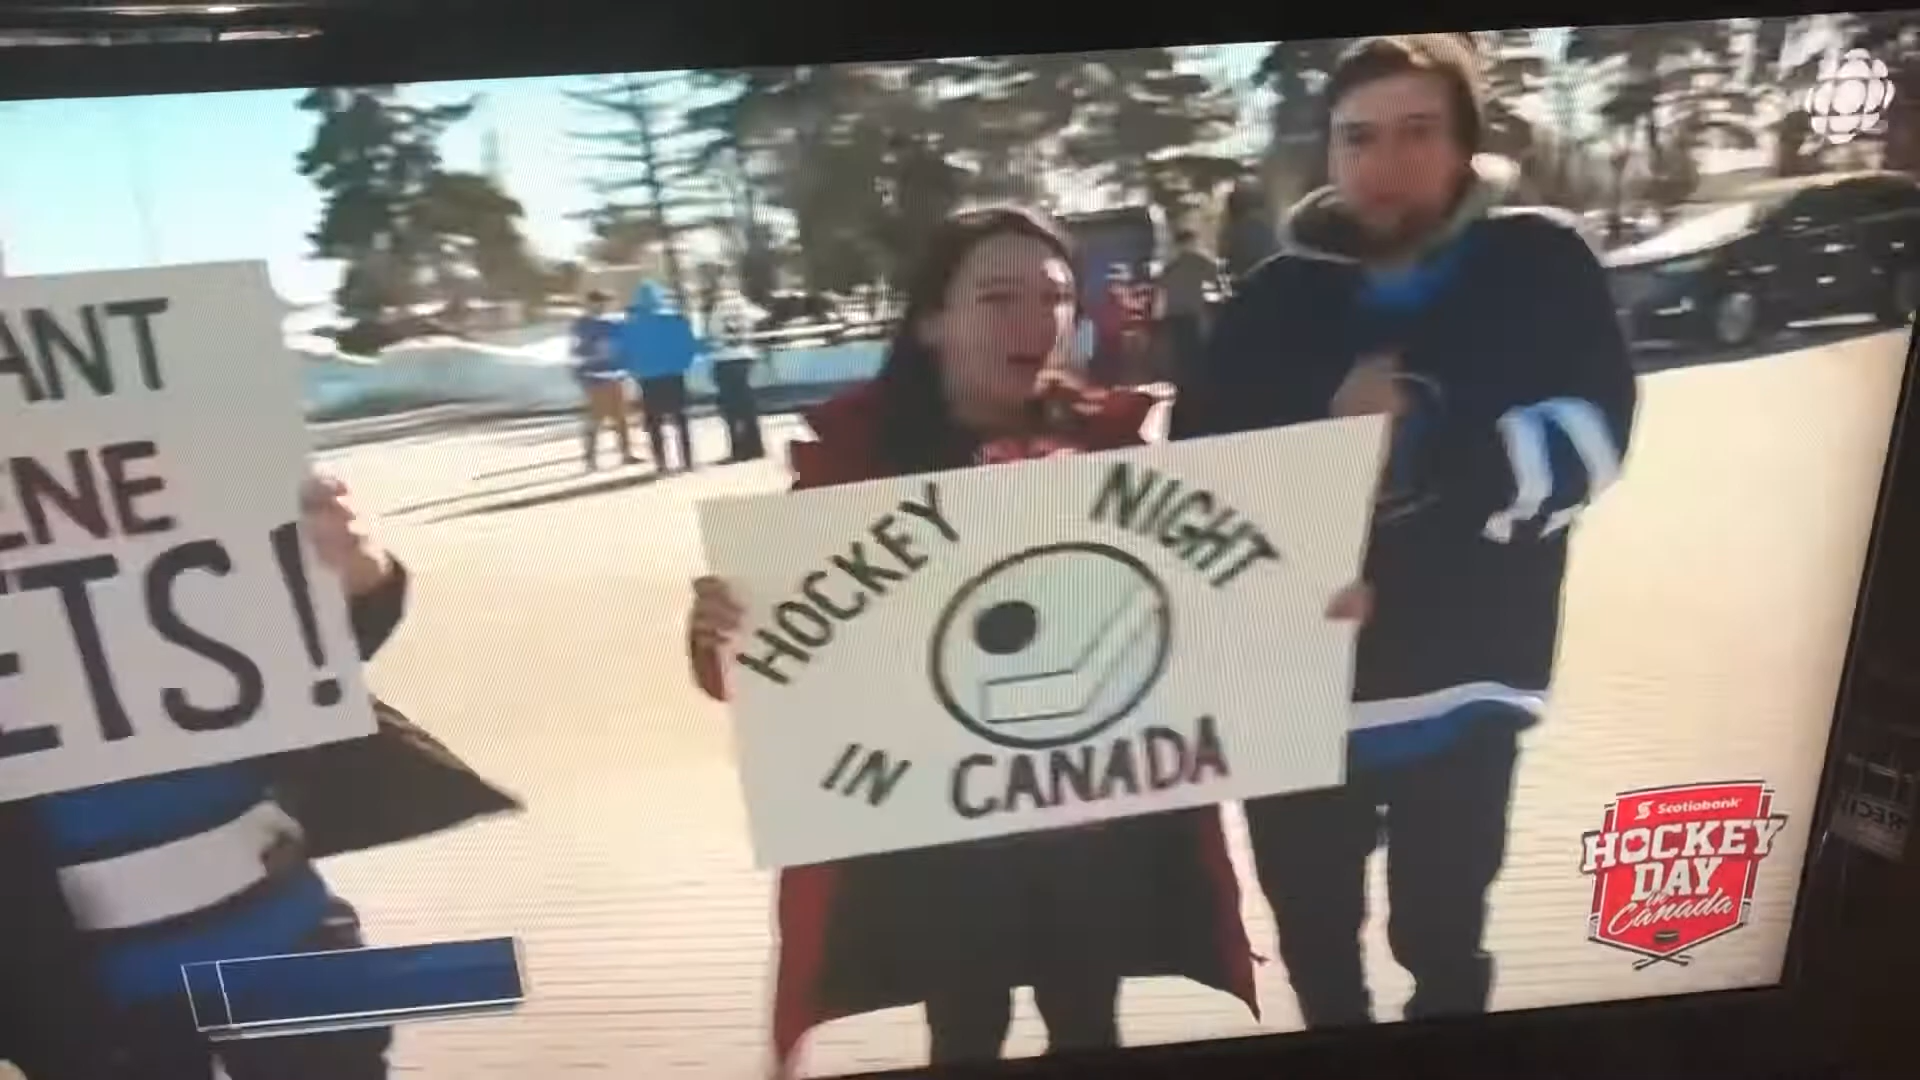 ANT
ENE
ETS!
HOCKEY NIGHT
IN CANADA
Scotiabank
HOCKEY
DAY
in
Canada